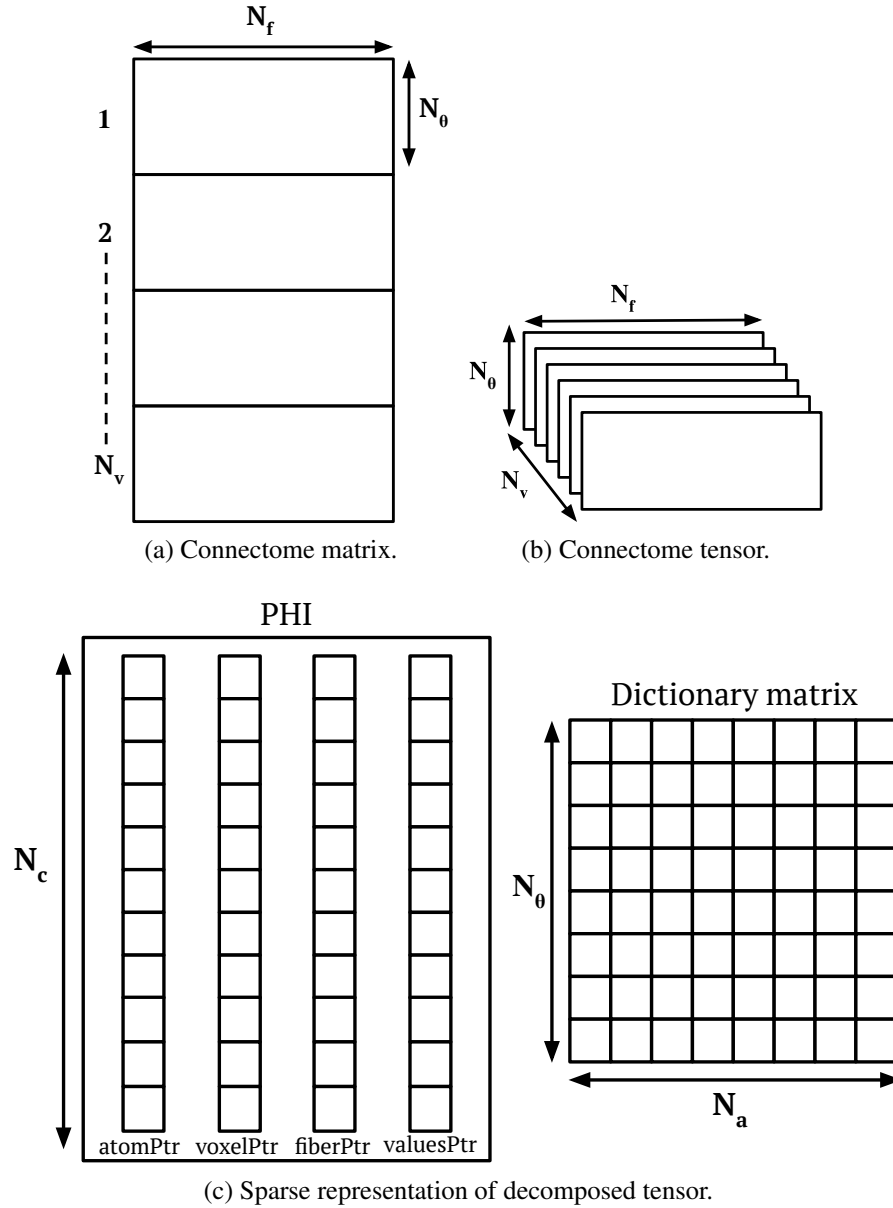 N_f
N_θ
1
2
N_v
(a) Connectome matrix.
N_f
N_θ
N_v
(b) Connectome tensor.
PHI
N_c
atomPtr voxelPtr fiberPtr valuesPtr
Dictionary matrix
N_θ
N_a
(c) Sparse representation of decomposed tensor.